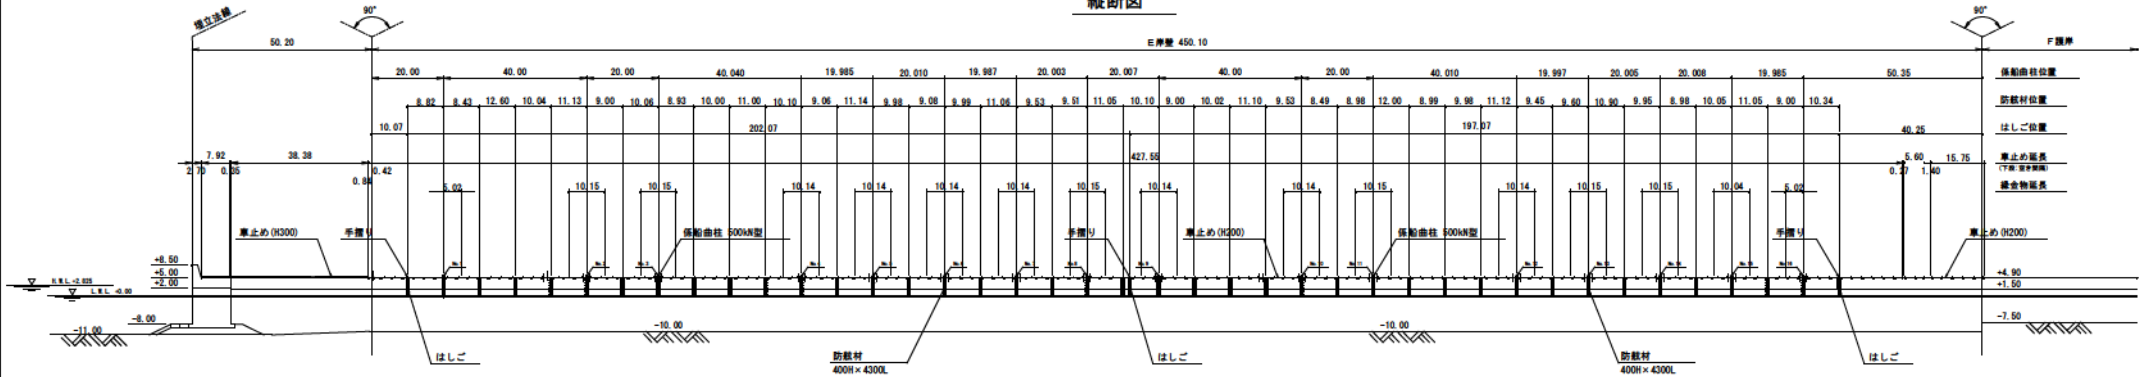 縦断図
90°
90°
埋立法線
50.20
E岸壁 450.10
F護岸
20.00 40.00 20.00 40.040 19.985 20.010 19.987 20.003 20.007 40.00 20.00 40.010 19.997 20.005 20.008 19.985 50.35 係船曲柱位置
8.82 8.43 12.60 10.04 11.13 9.00 10.06 8.93 10.00 11.00 10.10 9.06 11.14 9.98 9.08 9.99 11.06 9.53 9.51 11.05 10.10 9.00 10.02 11.10 9.53 8.49 8.98 12.00 8.99 9.98 11.12 9.45 9.60 10.90 9.95 8.98 10.05 11.05 9.00 10.34 防舷材位置
10.07 202.07 197.07 40.25 はしご位置
7.92 38.38 427.55 5.60 15.75 車止め延長
2.70 0.35 0.84 0.42 0.27 1.40
5.02 10.15 10.15 10.14 10.14 10.14 10.14 10.15 10.14 10.14 10.15 10.14 10.15 10.15 10.04 5.02 縁金物延長
車止め(H300) 手摺り 係船曲柱 500kN型 手摺り 車止め(H200) 係船曲柱 500kN型 手摺り 車止め(H200)
+8.50
+5.00 +4.90
+2.00 +1.50
-8.00 -7.50
-11.00 -10.00 -10.00
はしご 防舷材 はしご 防舷材 はしご
400H×4300L 400H×4300L